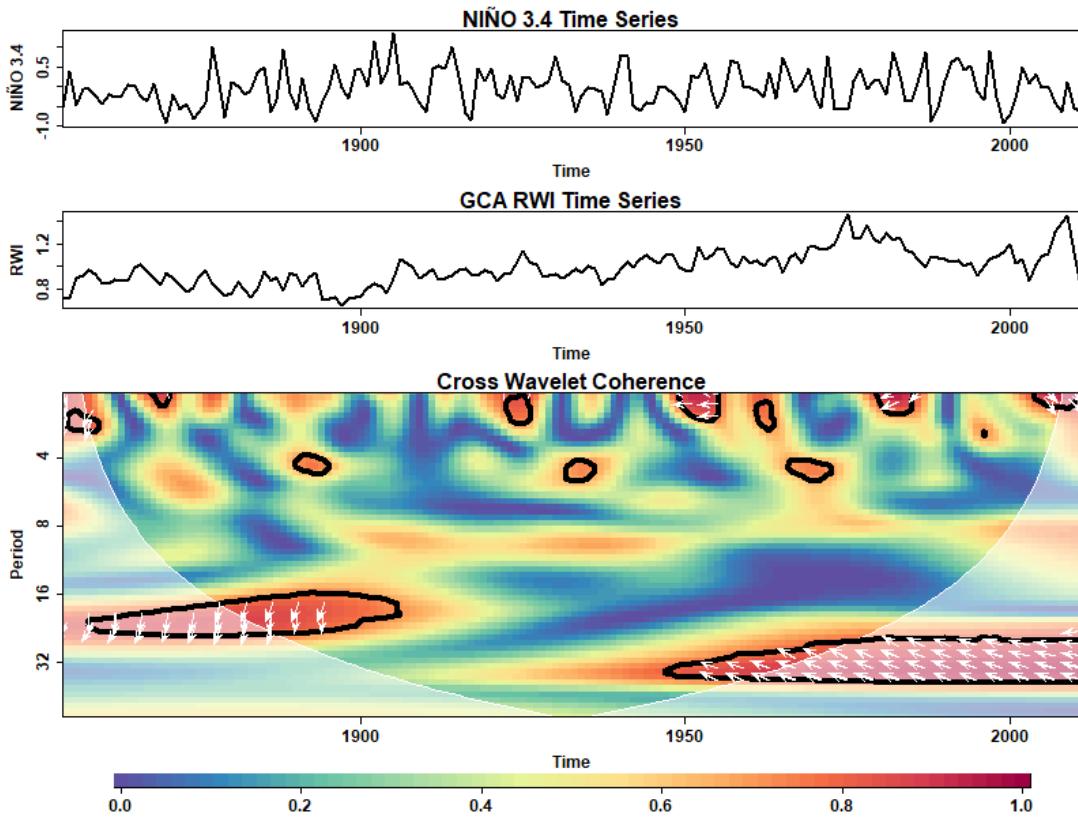 NIÑO 3.4 Time Series
NIÑO 3.4
0.5
-1.0
1900
1950
2000
Time
GCA RWI Time Series
RWI
1.2
0.8
1900
1950
2000
Time
Cross Wavelet Coherence
Period
4
8
16
32
1900
1950
2000
Time
0.0
0.2
0.4
0.6
0.8
1.0